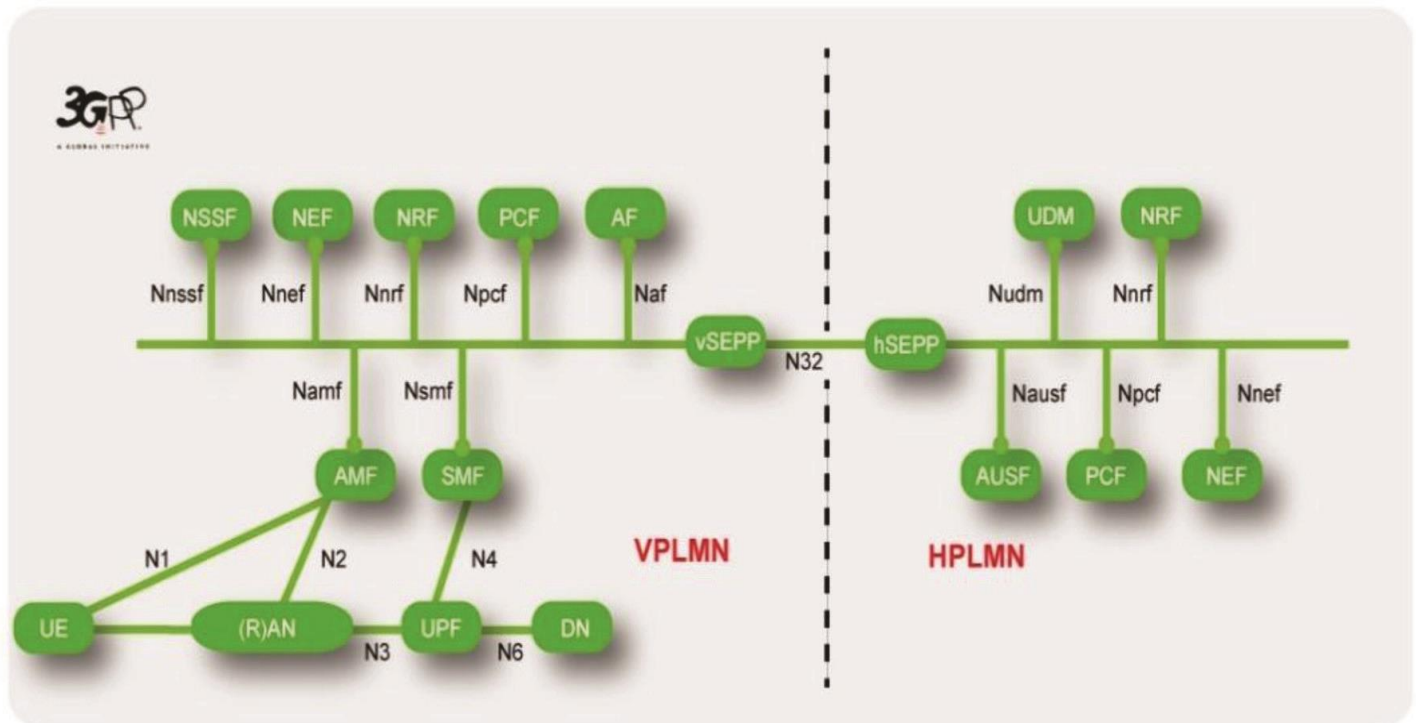 3GPP
A GLOBAL INITIATIVE
NSSF NEF NRF PCF AF UDM NRF
Nnssf Nnef Nnrf Npcf Naf Nudm Nnrf
vSEPP N32 hSEPP
Namf Nsmf Nausf Npcf Nnef
AMF SMF AUSF PCF NEF
N1 N2 N4 VPLMN HPLMN
UE (R)AN N3 UPF N6 DN